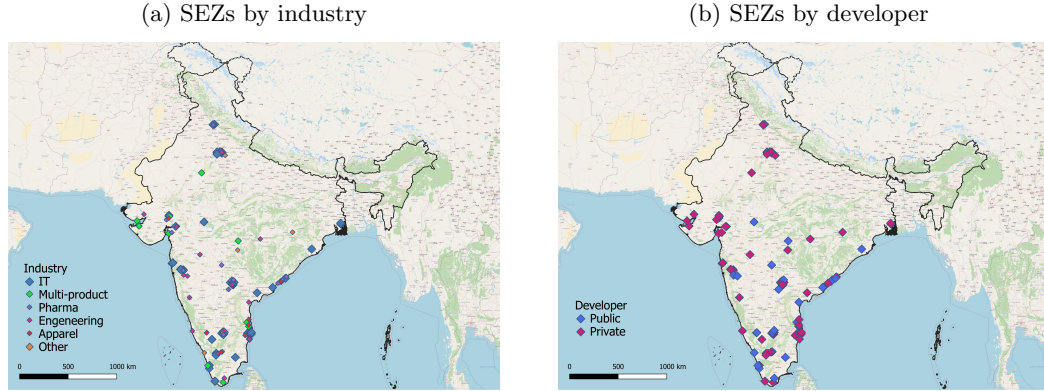 (a) SEZs by industry
Industry
IT
Multi-product
Pharma
Engeneering
Apparel
Other
0 500 1000 km
(b) SEZs by developer
Developer
Public
Private
0 500 1000 km